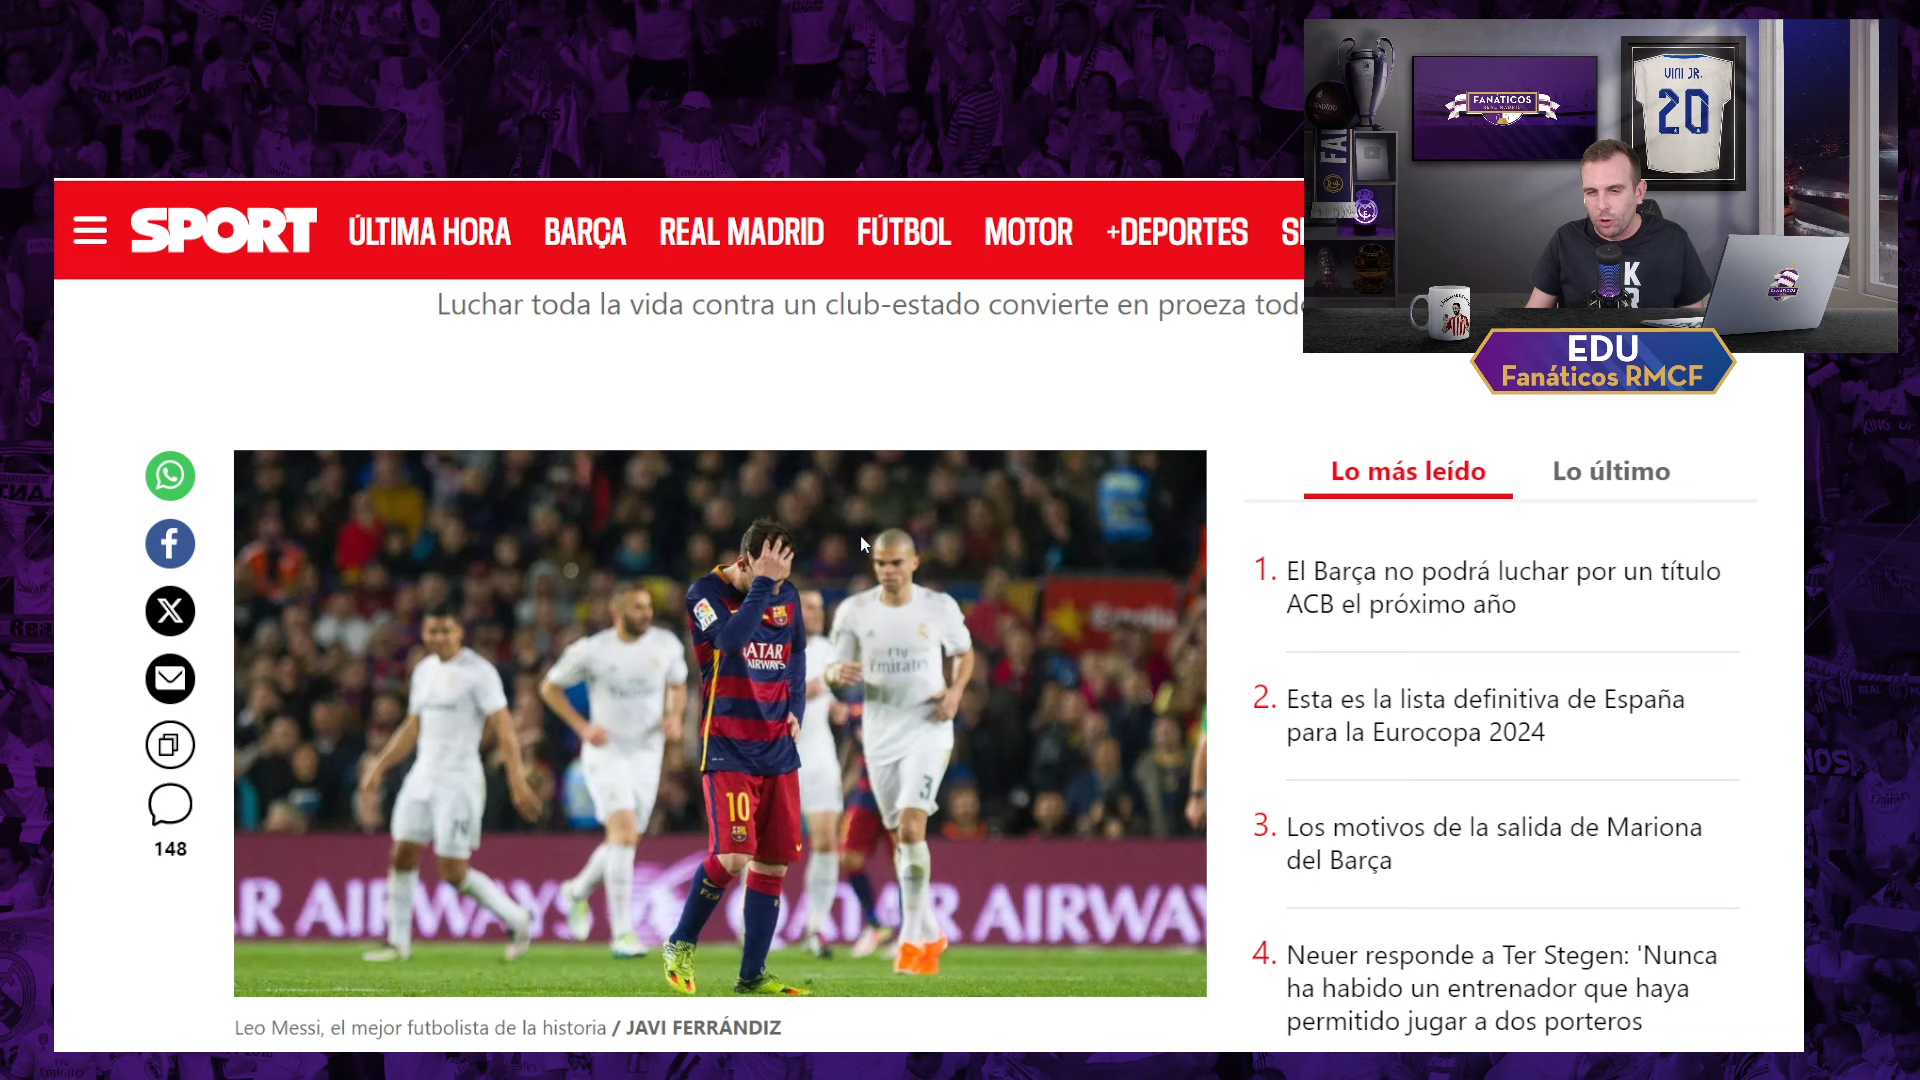 SPORT
ÚLTIMA HORA
BARÇA
REAL MADRID
FÚTBOL
MOTOR
+DEPORTES
Luchar toda la vida contra un club-estado convierte en proeza
FANÁTICOS
REAL MADRID
VINI JR.
20
EDU
Fanáticos RMCF
Lo más leído
Lo último
148
QATAR
AIRWAYS
10
Fly
Emirates
3
R AIRWAYS QATAR AIRWAY
Leo Messi, el mejor futbolista de la historia / JAVI FERRÁNDIZ
1. El Barça no podrá luchar por un título
ACB el próximo año
2. Esta es la lista definitiva de España
para la Eurocopa 2024
3. Los motivos de la salida de Mariona
del Barça
4. Neuer responde a Ter Stegen: 'Nunca
ha habido un entrenador que haya
permitido jugar a dos porteros